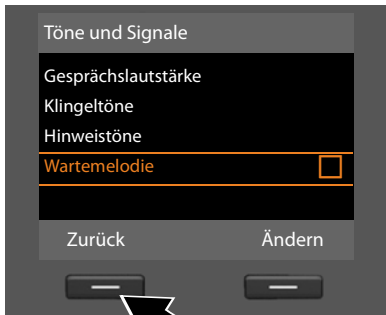 Töne und Signale
Gesprächslautstärke
Klingeltöne
Hinweistöne
Wartemelodie
Zurück Ändern